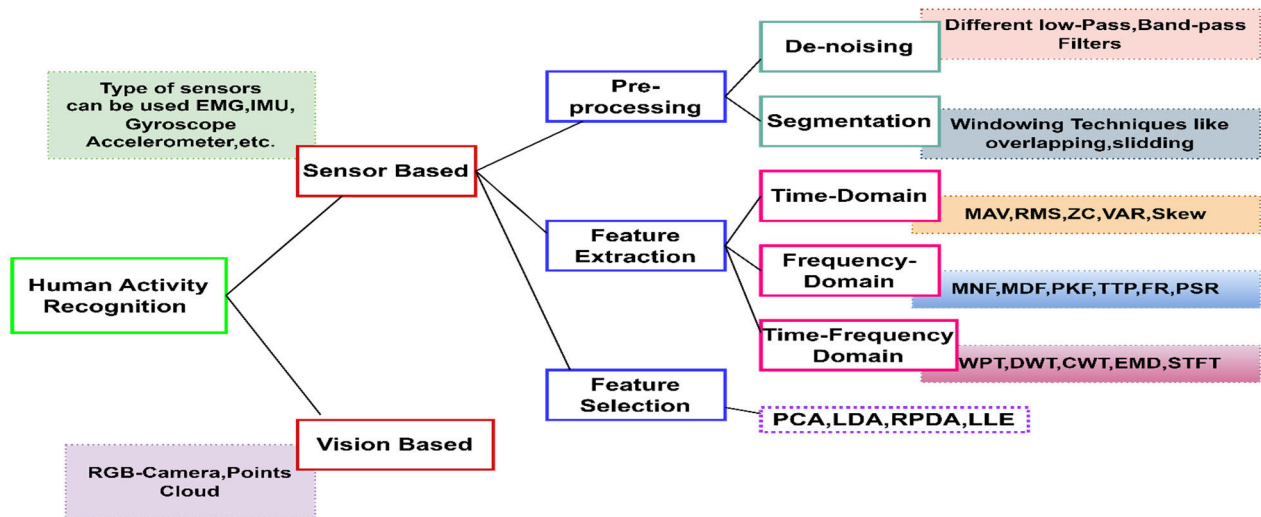 Type of sensors
can be used EMG,IMU,
Gyroscope
Accelerometer,etc.
Human Activity
Recognition
Sensor Based
Vision Based
RGB-Camera,Points
Cloud
Pre-
processing
Feature
Extraction
Feature
Selection
De-noising
Different low-Pass,Band-pass
Filters
Segmentation
Windowing Techniques like
overlapping,slidding
Time-Domain
MAV,RMS,ZC,VAR,Skew
Frequency-
Domain
MNF,MDF,PKF,TTP,FR,PSR
Time-Frequency
Domain
WPT,DWT,CWT,EMD,STFT
PCA,LDA,RPDA,LLE